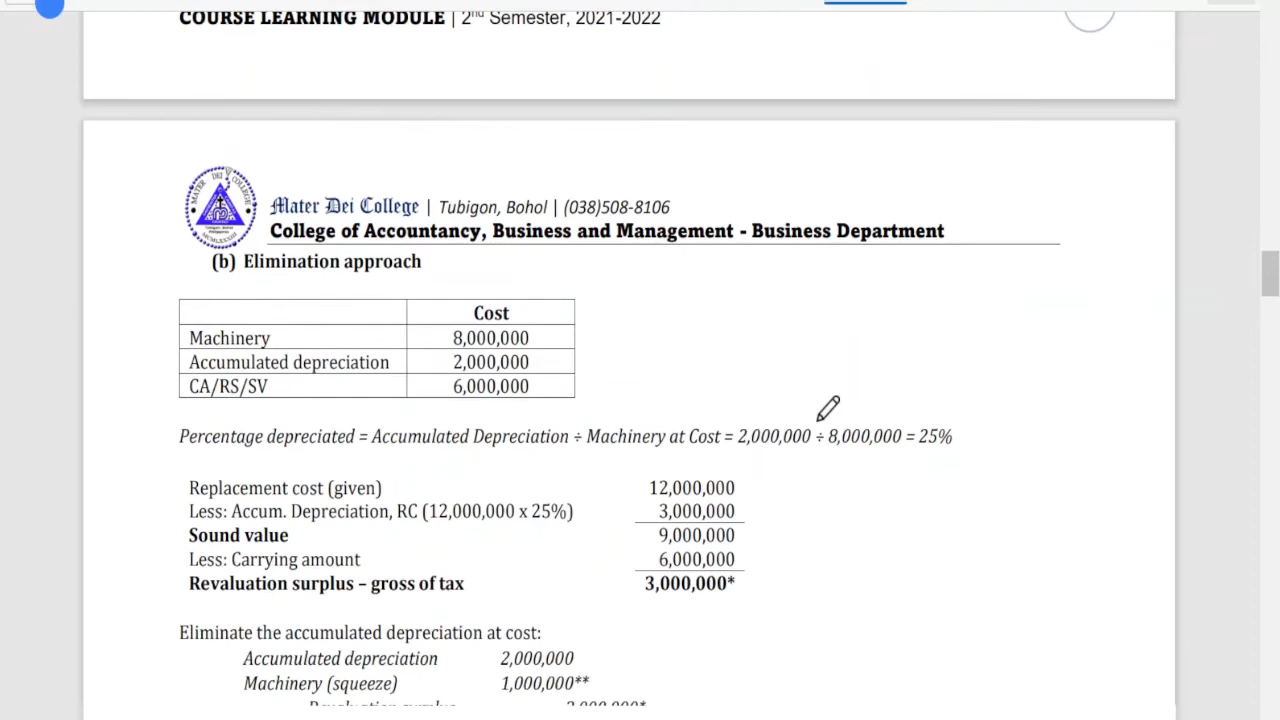 COURSE LEARNING MODULE | 2nd Semester, 2021-2022
MATER DEI COLLEGE
Mater Dei College | Tubigon, Bohol | (038)508-8106
College of Accountancy, Business and Management - Business Department
(b) Elimination approach
Cost
Machinery 8,000,000
Accumulated depreciation 2,000,000
CA/RS/SV 6,000,000
Percentage depreciated = Accumulated Depreciation ÷ Machinery at Cost = 2,000,000 ÷ 8,000,000 = 25%
Replacement cost (given) 12,000,000
Less: Accum. Depreciation, RC (12,000,000 x 25%) 3,000,000
Sound value 9,000,000
Less: Carrying amount 6,000,000
Revaluation surplus – gross of tax 3,000,000*
Eliminate the accumulated depreciation at cost:
Accumulated depreciation 2,000,000
Machinery (squeeze) 1,000,000**